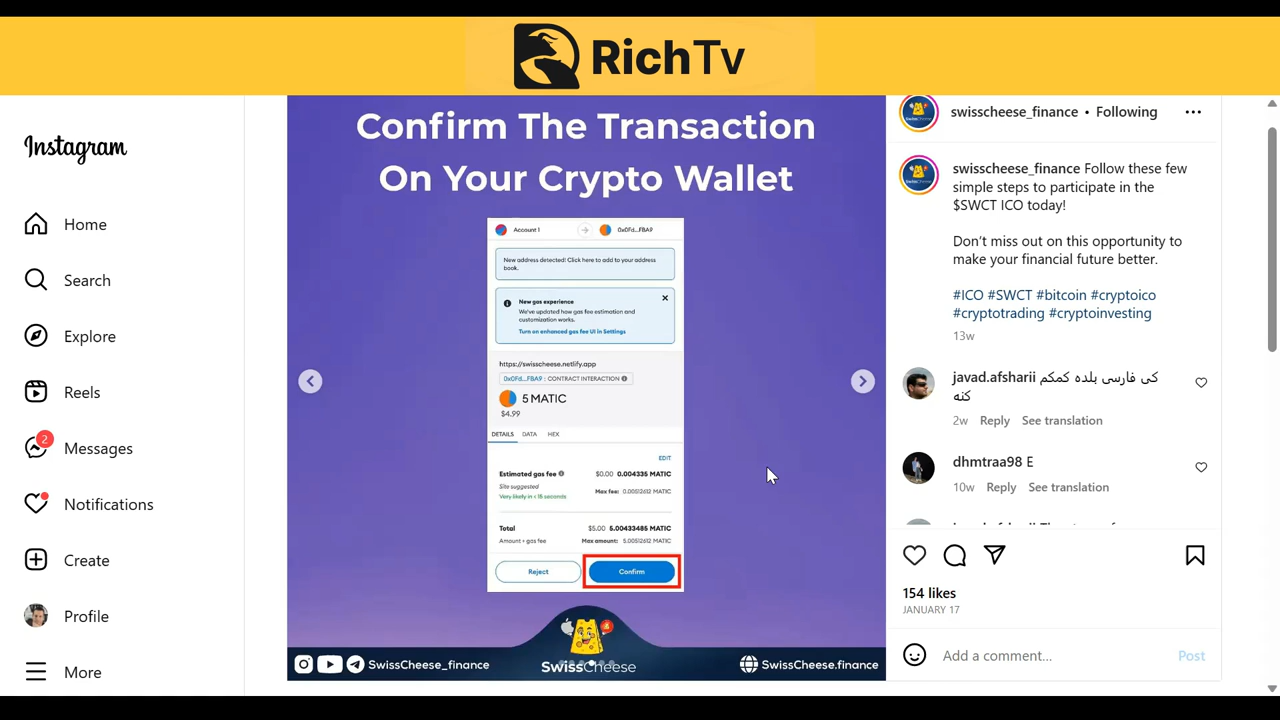 RichTv
Instagram
Home
Search
Explore
Reels
2
Messages
Notifications
Create
Profile
More
Confirm The Transaction
On Your Crypto Wallet
Account 1
0x0Fd...FBA9
New address detected! Click here to add to your address
book.
New gas experience
We've updated how gas fee estimation and
customization works.
Turn on enhanced gas fee UI in Settings
https://swisscheese.netlify.app
0x0Fd...FBA9 : CONTRACT INTERACTION
5 MATIC
$4.99
DETAILS DATA HEX
EDIT
Estimated gas fee $0.00 0.004335 MATIC
Site suggested
Very likely in < 15 seconds Max fee: 0.00512612 MATIC
Total $5.00 5.00433485 MATIC
Amount + gas fee Max amount: 5.00512612 MATIC
Reject Confirm
SwissCheese_finance
SwissCheese
SwissCheese.finance
swisscheese_finance • Following
swisscheese_finance Follow these few
simple steps to participate in the
$SWCT ICO today!
Don't miss out on this opportunity to
make your financial future better.
#ICO #SWCT #bitcoin #cryptoico
#cryptotrading #cryptoinvesting
13w
javad.afsharii کی فارسی بلده کمکم
کنه
2w Reply See translation
dhmtraa98 E
10w Reply See translation
154 likes
JANUARY 17
Add a comment... Post